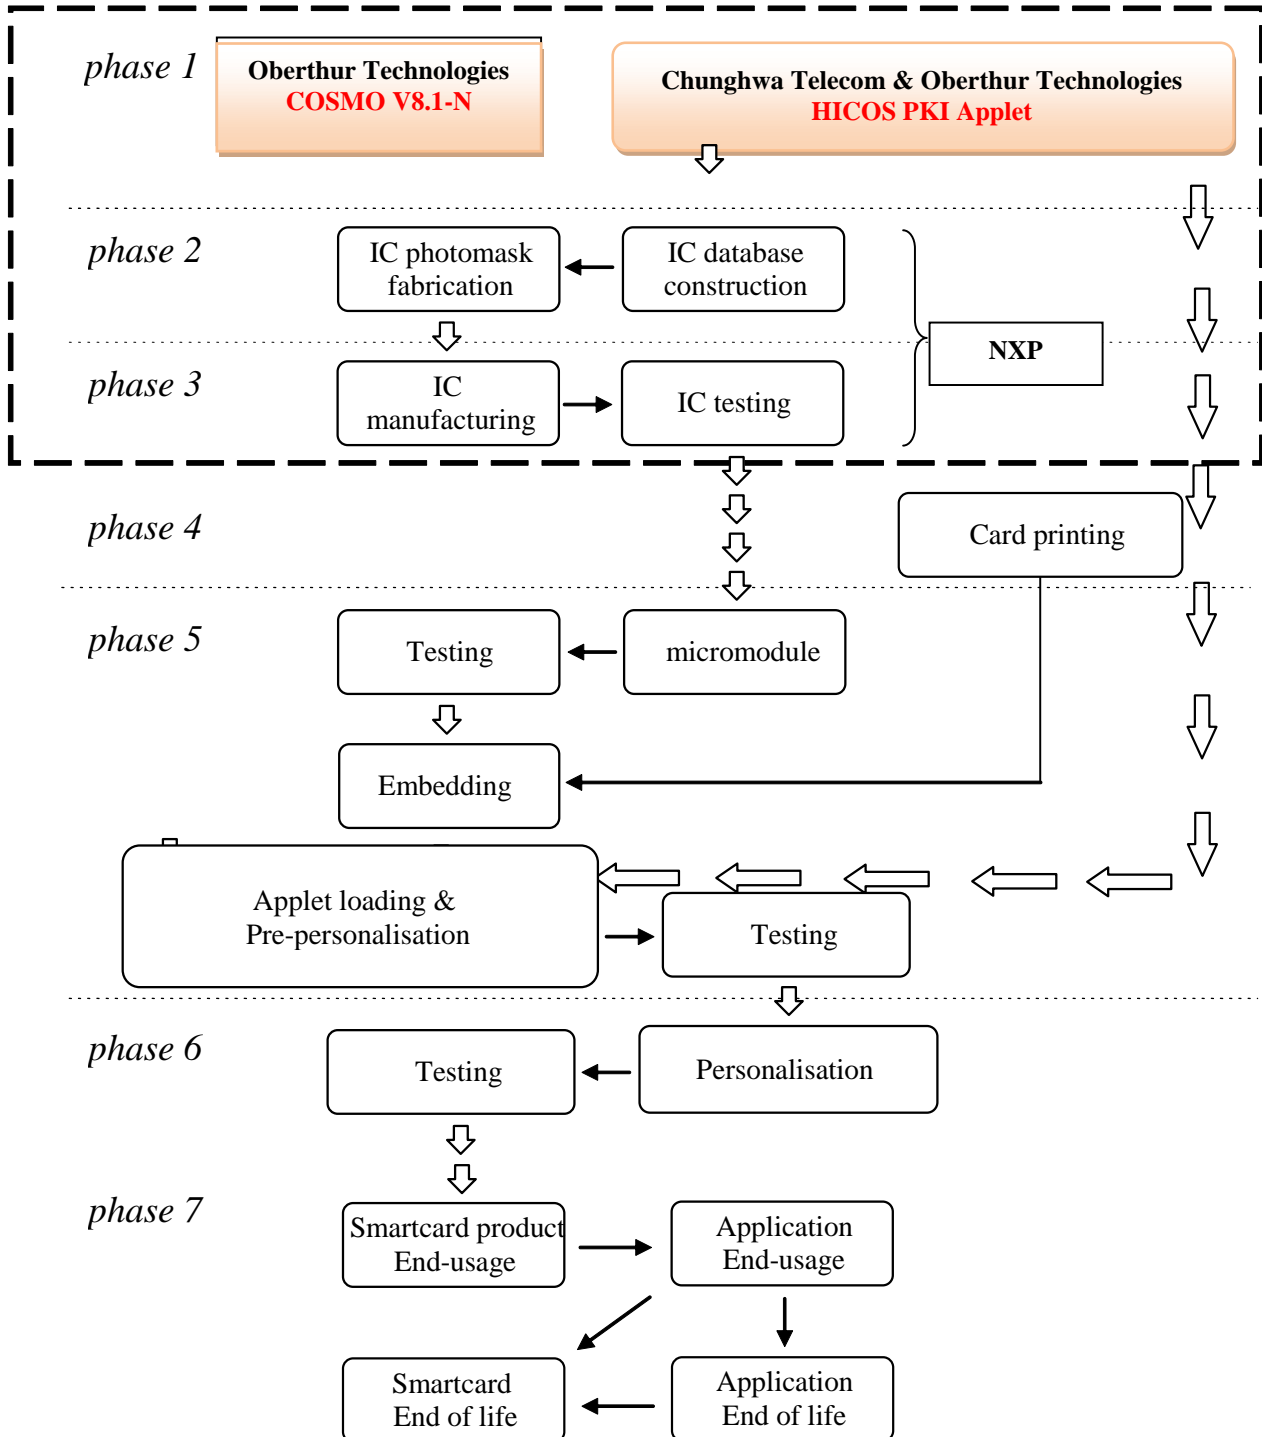 phase 1
Oberthur Technologies
COSMO V8.1-N
Chunghwa Telecom & Oberthur Technologies
HICOS PKI Applet
phase 2
IC photomask
fabrication
IC database
construction
NXP
phase 3
IC
manufacturing
IC testing
phase 4
Card printing
phase 5
Testing
micromodule
Embedding
Applet loading &
Pre-personalisation
Testing
phase 6
Testing
Personalisation
phase 7
Smartcard product
End-usage
Application
End-usage
Smartcard
End of life
Application
End of life